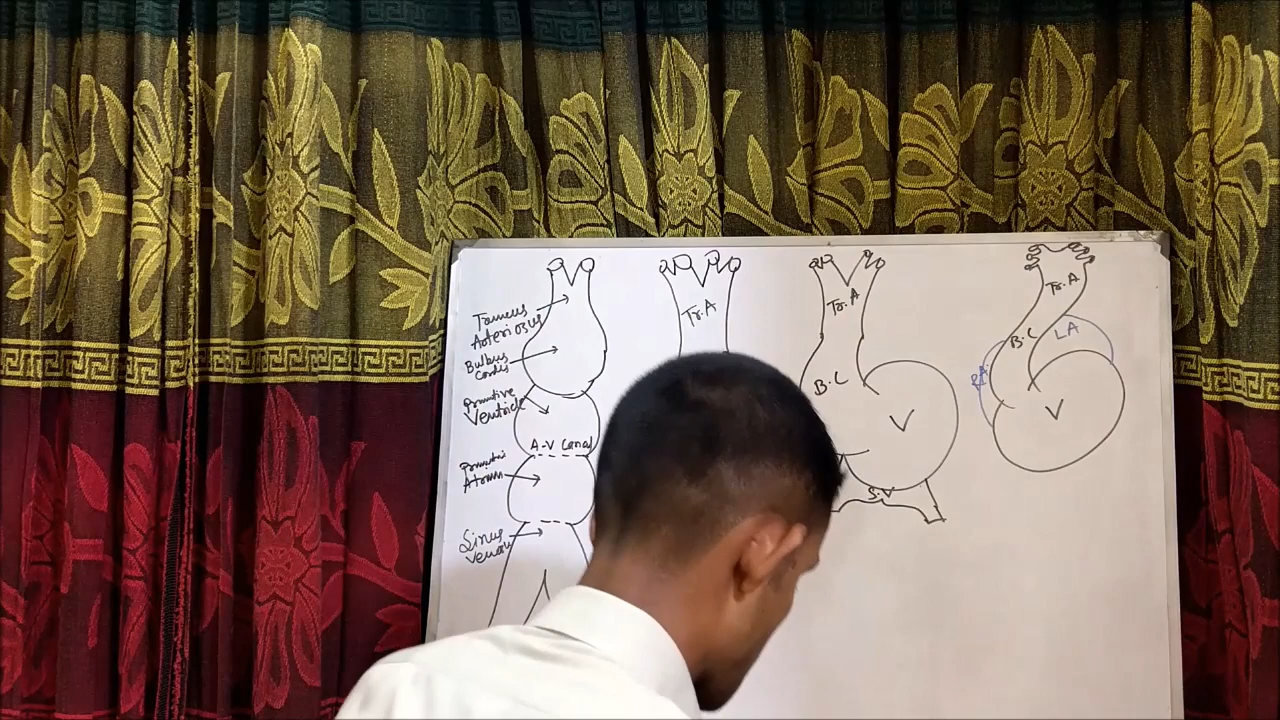 Truncus
Arteriosus
Bulbus
Cordis
Primitive
Ventricle
A-V Canal
Primitive
Atrium
Sinus
Venosus
Tr.A
Tr.A
B.C
V
S.V
Tr.A
B.C
LA
RA
V